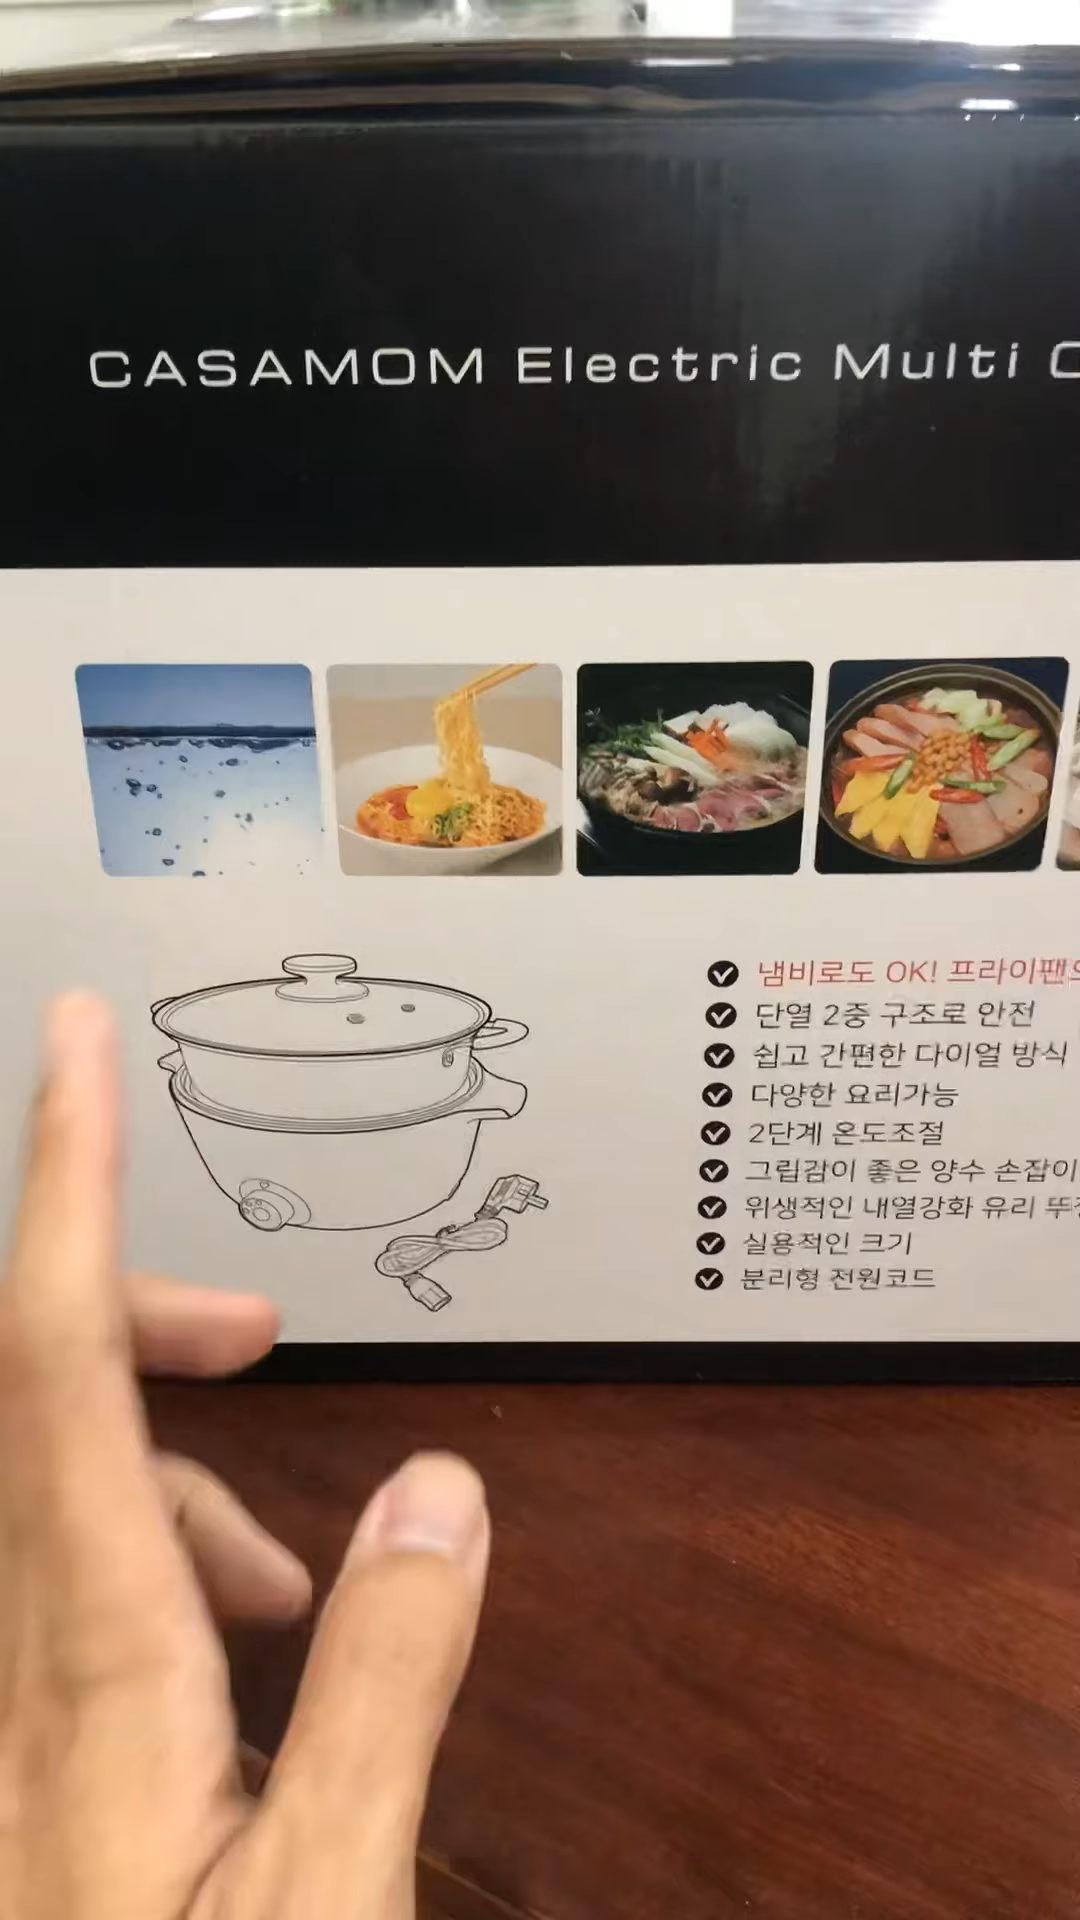 CASAMOM Electric Multi
냄비로도 OK! 프라이팬으
단열 2중 구조로 안전
쉽고 간편한 다이얼 방식
다양한 요리가능
2단계 온도조절
그립감이 좋은 양수 손잡이
위생적인 내열강화 유리
실용적인 크기
분리형 전원코드